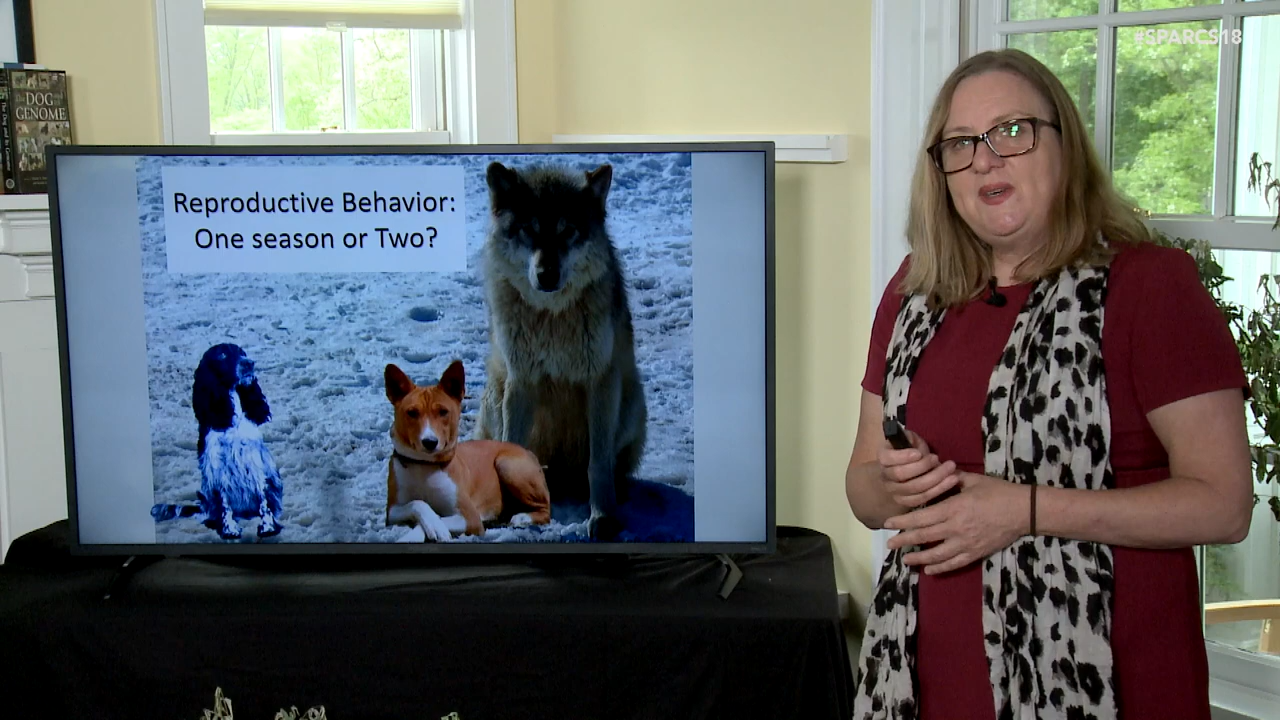 #SPARCS18
DOG
GENOME
Reproductive Behavior:
One season or Two?